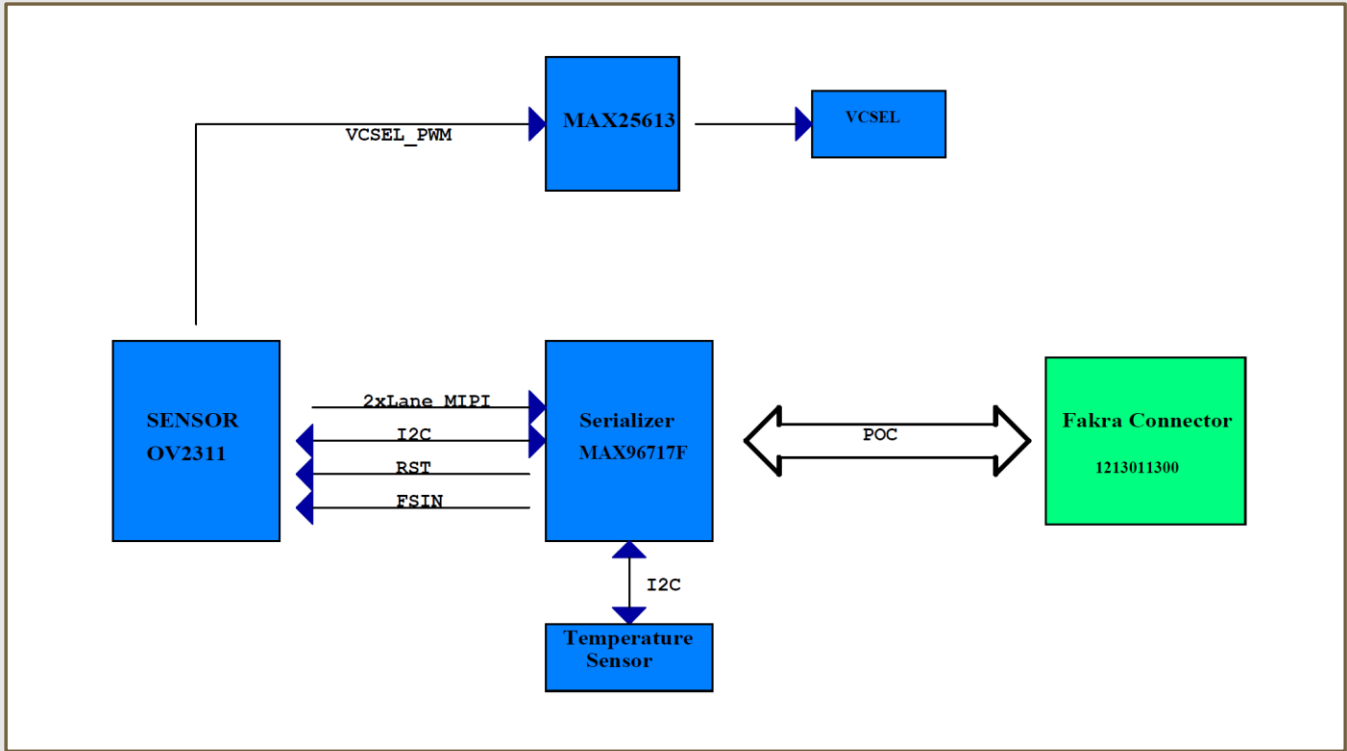 MAX25613
VCSEL
VCSEL_PWM
SENSOR
OV2311
2xLane MIPI
I2C
RST
FSIN
Serializer
MAX96717F
POC
Fakra Connector
1213011300
I2C
Temperature
Sensor